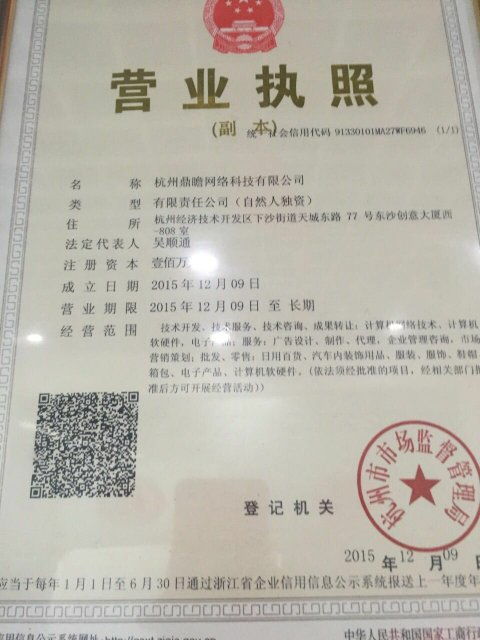 营业执照
(副 本)
统一社会信用代码 91330101MA27WF6946 (1/1)
名 称 杭州鼎瞻网络科技有限公司
类 型 有限责任公司（自然人独资）
住 所 杭州经济技术开发区下沙街道天城东路 77 号东沙创意大厦西
-808 室
法定代表人 吴顺通
注册资本 壹佰万
成立日期 2015 年 12 月 09 日
营业期限 2015 年 12 月 09 日 至 长期
经营范围 技术开发、技术服务、技术咨询、成果转让：计算机网络技术、计算机
软硬件，电子产品；服务：广告设计、制作、代理，企业管理咨询，市场
营销策划；批发、零售：日用百货、汽车内装饰用品，服装、服饰，鞋帽
箱包、电子产品，计算机软硬件。（依法须经批准的项目，经相关部门批
准后方可开展经营活动））
杭州市市场监督管理局
登记机关
2015 年 12 月 09 日
应当于每年 1 月 1 日至 6 月 30 日通过浙江省企业信用信息公示系统报送上一年度年
信用信息公示系统网址:http://gsxt.zjaic.gov.cn
中华人民共和国国家工商行